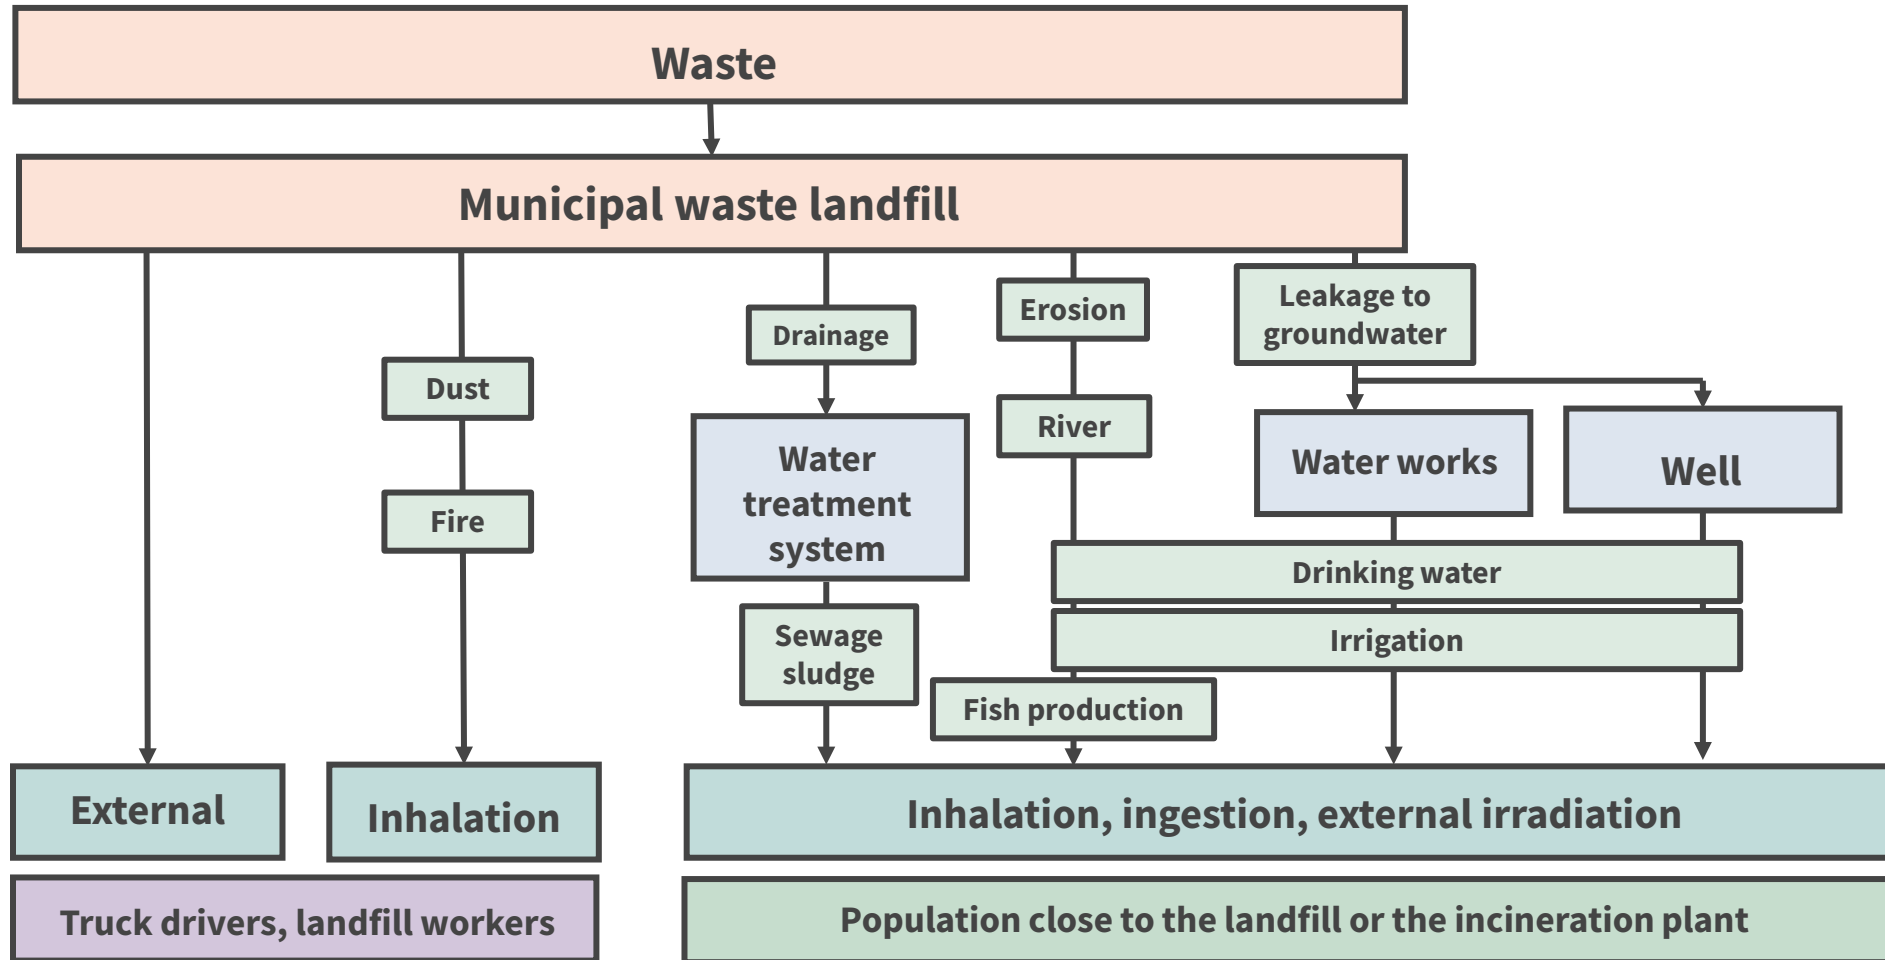 Waste
Municipal waste landfill
Leakage to
groundwater
Erosion
Drainage
Dust
River
Water
treatment
system
Water works
Well
Fire
Drinking water
Sewage
sludge
Irrigation
Fish production
External
Inhalation
Inhalation, ingestion, external irradiation
Truck drivers, landfill workers
Population close to the landfill or the incineration plant